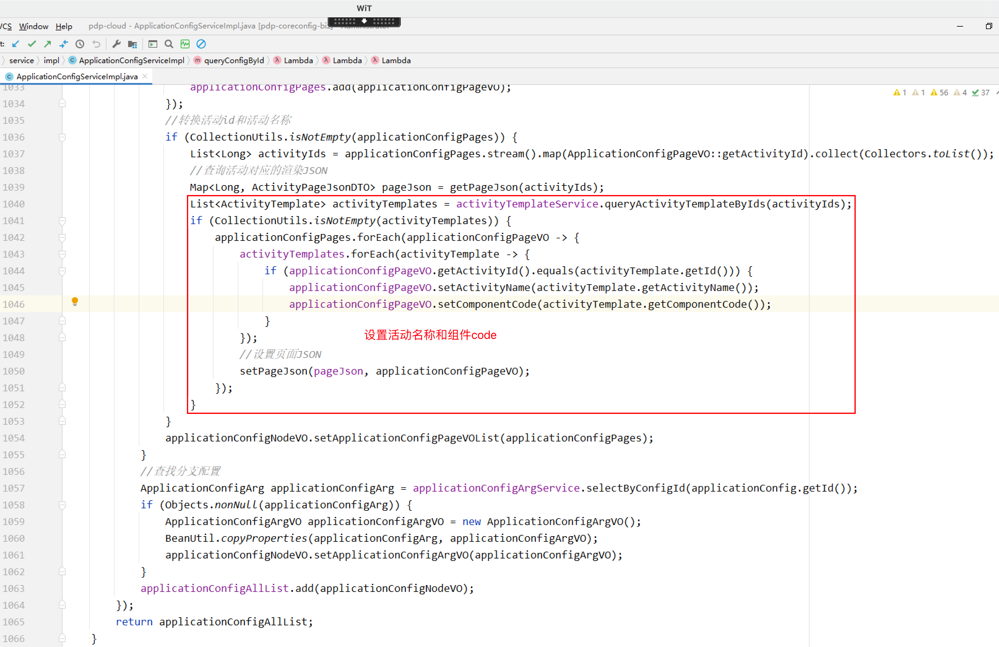 WiT
VCS Window Help pdp-cloud - ApplicationConfigServiceImpl.java [pdp-coreconfig-biz] - Administrator
t:
service impl ApplicationConfigServiceImpl queryConfigById Lambda Lambda Lambda
ApplicationConfigServiceImpl.java
1 1 56 4 37
1033 applicationConfigPages.add(applicationConfigPageVO);
1034 });
1035 //转换活动id和活动名称
1036 if (CollectionUtils.isNotEmpty(applicationConfigPages)) {
1037 List<Long> activityIds = applicationConfigPages.stream().map(ApplicationConfigPageVO::getActivityId).collect(Collectors.toList());
1038 //查询活动对应的渲染JSON
1039 Map<Long, ActivityPageJsonDTO> pageJson = getPageJson(activityIds);
1040 List<ActivityTemplate> activityTemplates = activityTemplateService.queryActivityTemplateByIds(activityIds);
1041 if (CollectionUtils.isNotEmpty(activityTemplates)) {
1042 applicationConfigPages.forEach(applicationConfigPageVO -> {
1043 activityTemplates.forEach(activityTemplate -> {
1044 if (applicationConfigPageVO.getActivityId().equals(activityTemplate.getId())) {
1045 applicationConfigPageVO.setActivityName(activityTemplate.getActivityName());
1046 applicationConfigPageVO.setComponentCode(activityTemplate.getComponentCode());
1047 }
设置活动名称和组件code
1048 });
1049 //设置页面JSON
1050 setPageJson(pageJson, applicationConfigPageVO);
1051 });
1052 }
1053 }
1054 applicationConfigNodeVO.setApplicationConfigPageVOList(applicationConfigPages);
1055 }
1056 //查找分支配置
1057 ApplicationConfigArg applicationConfigArg = applicationConfigArgService.selectByConfigId(applicationConfig.getId());
1058 if (Objects.nonNull(applicationConfigArg)) {
1059 ApplicationConfigArgVO applicationConfigArgVO = new ApplicationConfigArgVO();
1060 BeanUtil.copyProperties(applicationConfigArg, applicationConfigArgVO);
1061 applicationConfigNodeVO.setApplicationConfigArgVO(applicationConfigArgVO);
1062 }
1063 applicationConfigAllList.add(applicationConfigNodeVO);
1064 });
1065 return applicationConfigAllList;
1066 }